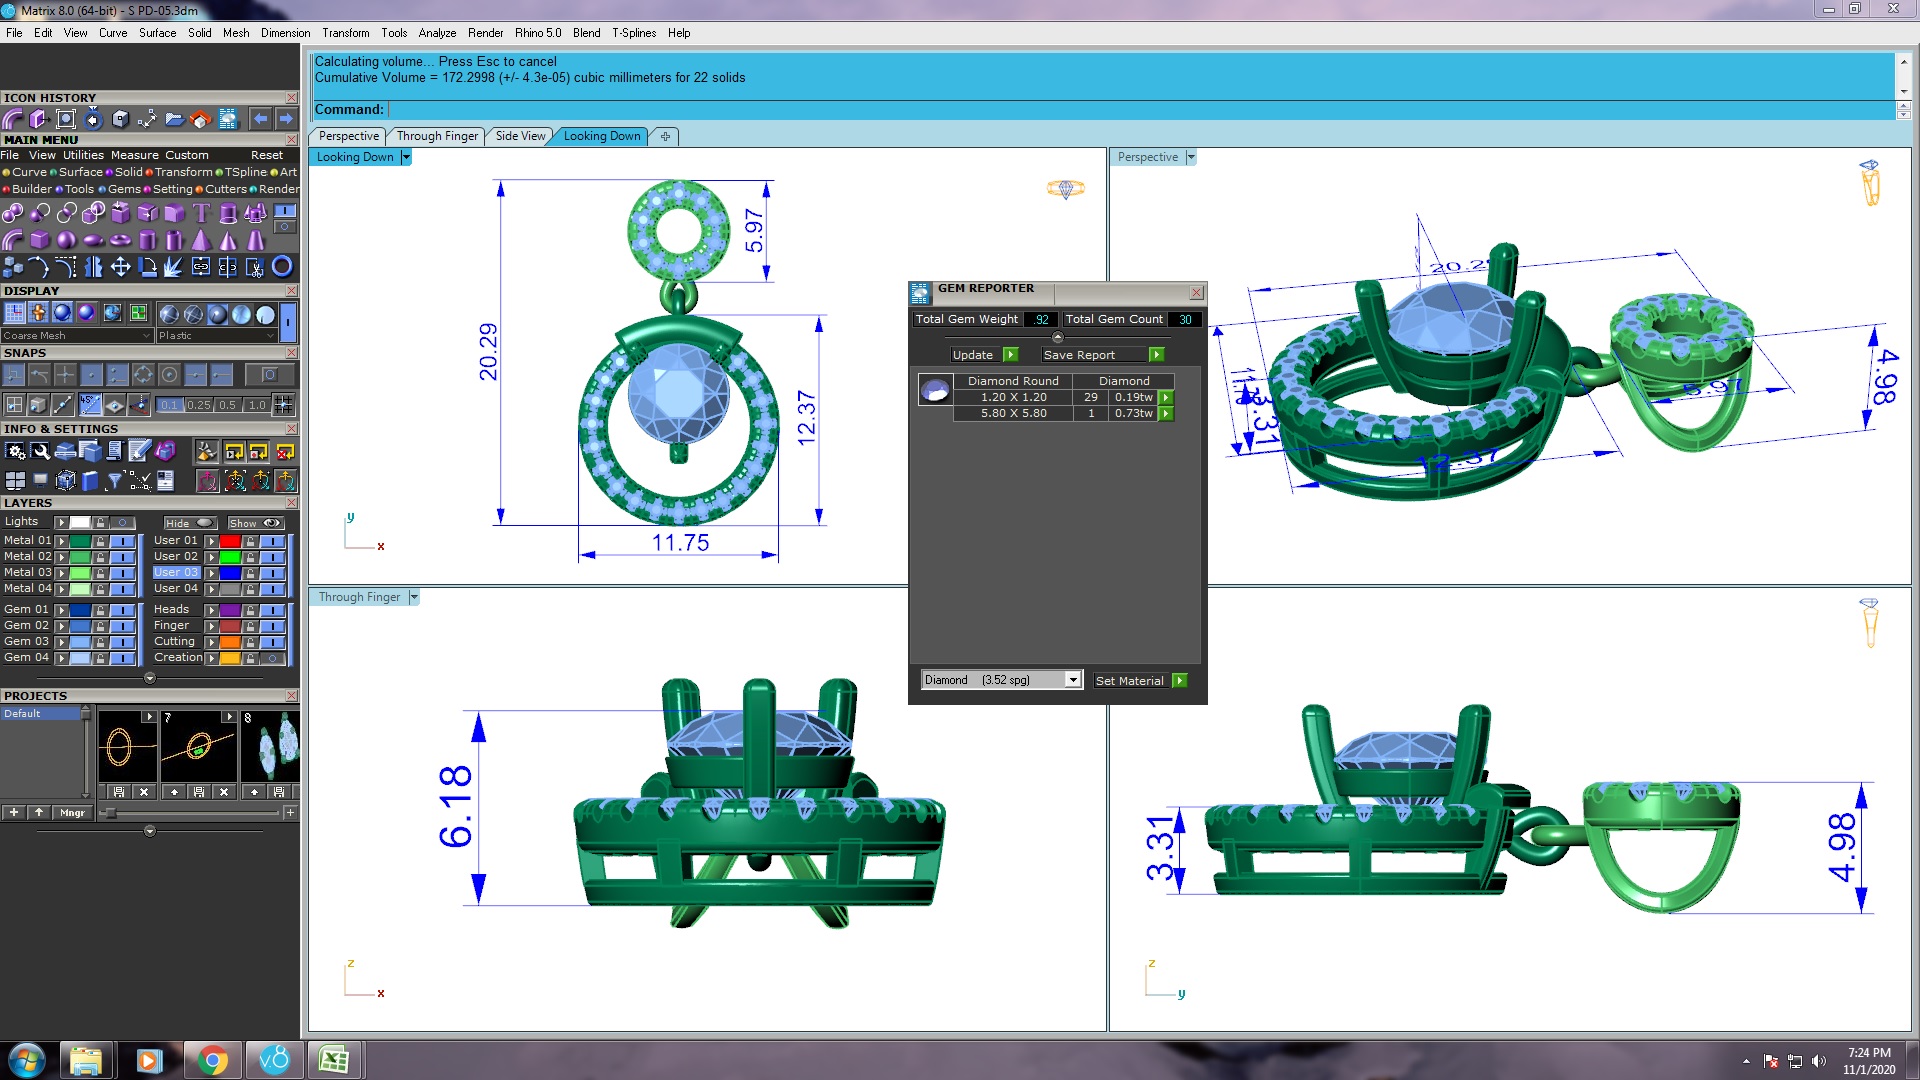 Matrix 8.0 (64-bit) - S PD-05.3dm
File Edit View Curve Surface Solid Mesh Dimension Transform Tools Analyze Render Rhino 5.0 Blend T-Splines Help
Calculating volume... Press Esc to cancel
Cumulative Volume = 172.2998 (+/- 4.3e-05) cubic millimeters for 22 solids
Command:
ICON HISTORY
MAIN MENU
File View Utilities Measure Custom Reset
Curve Surface Solid Transform TSpline Art
Builder Tools Gems Setting Cutters Render
DISPLAY
Coarse Mesh Plastic
SNAPS
45° 0.1 0.25 0.5 1.0
INFO & SETTINGS
LAYERS
Lights Hide Show
Metal 01 User 01
Metal 02 User 02
Metal 03 User 03
Metal 04 User 04
Gem 01 Heads
Gem 02 Finger
Gem 03 Cutting
Gem 04 Creation
PROJECTS
Default
7
8
Mngr
Perspective Through Finger Side View Looking Down
Looking Down
20.29
5.97
12.37
11.75
y
x
Perspective
20.29
4.98
5.97
3.31
12.37
GEM REPORTER
Total Gem Weight .92 Total Gem Count 30
Update Save Report
Diamond Round Diamond
1.20 X 1.20 29 0.19tw
5.80 X 5.80 1 0.73tw
Diamond (3.52 spg) Set Material
Through Finger
6.18
z
x
3.31
4.98
z
y
v8
7:24 PM
11/1/2020